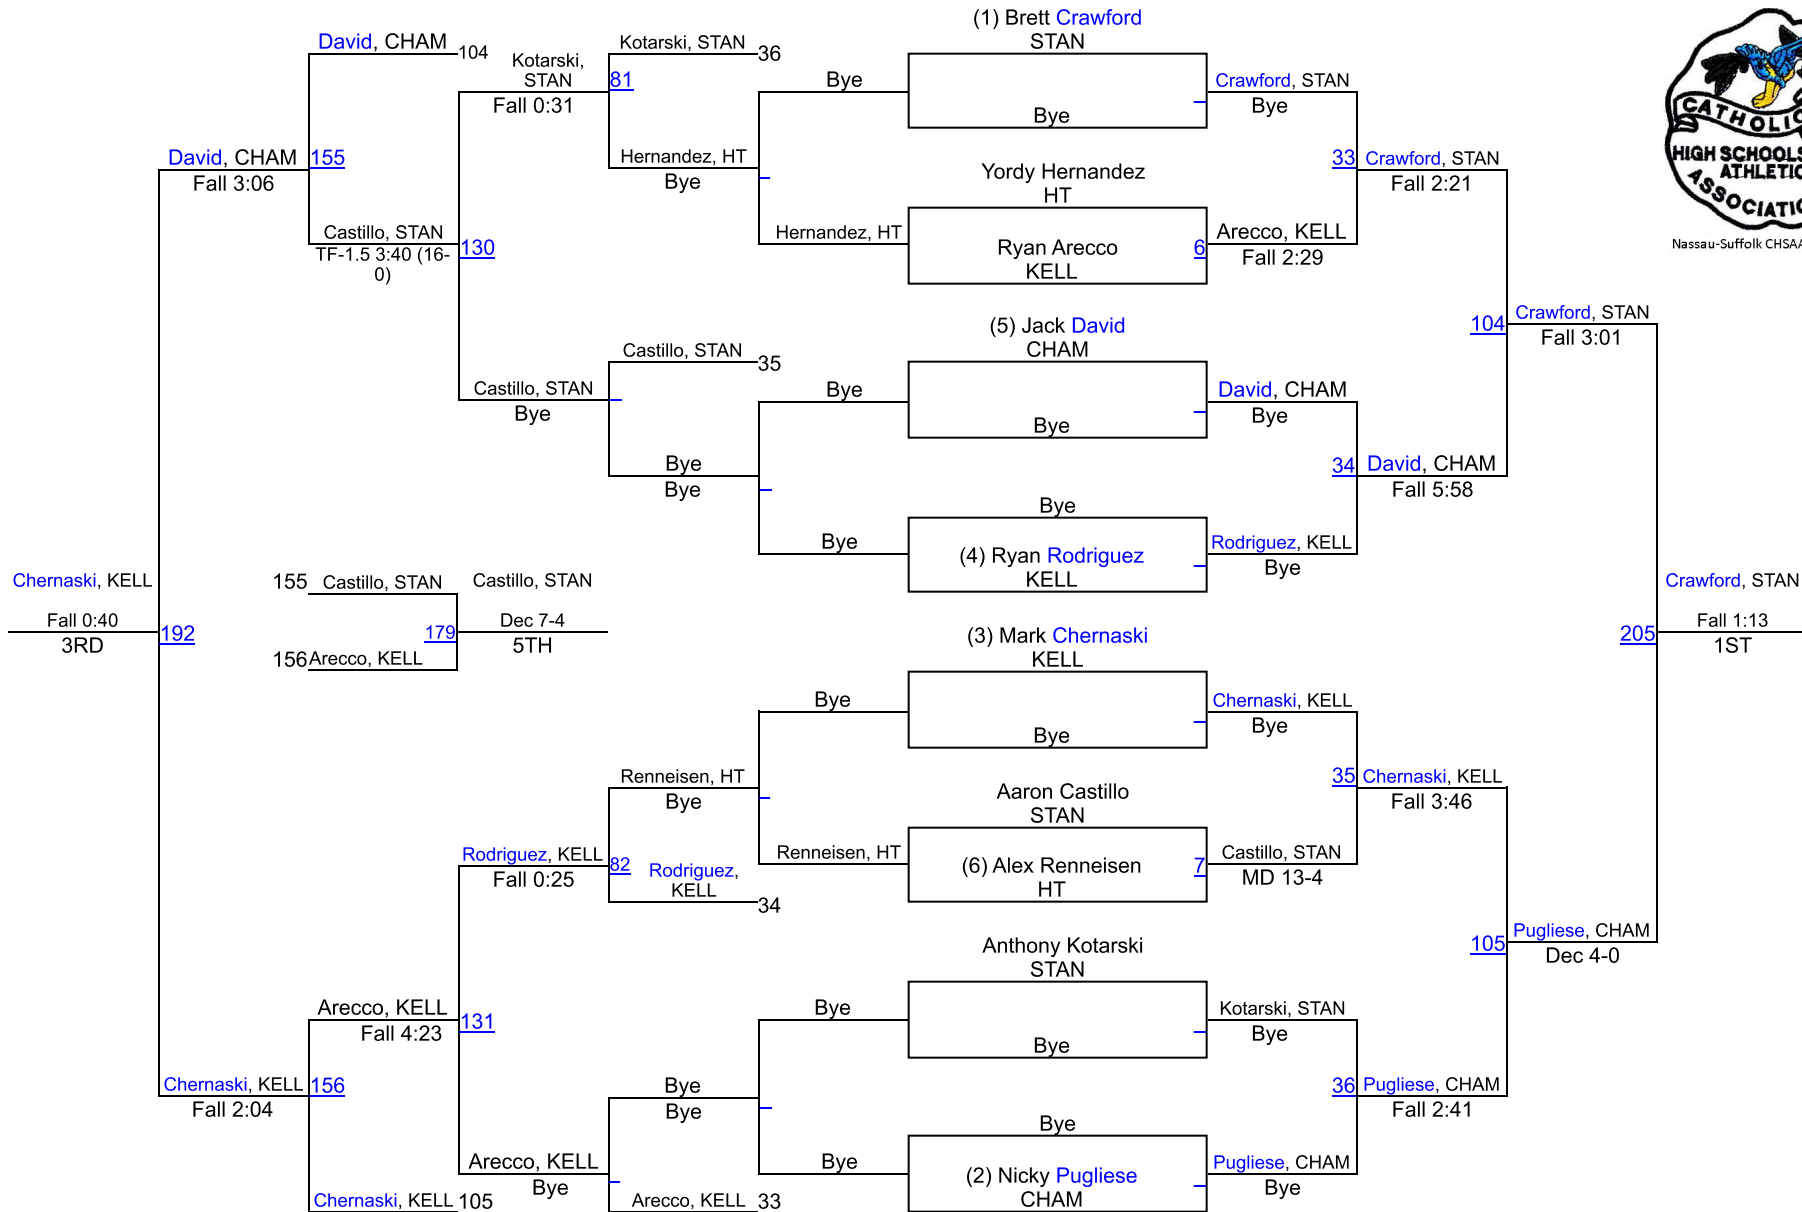 (1) Brett Crawford
STAN
David, CHAM
104
Kotarski, STAN
36
Kotarski,
STAN
Fall 0:31
81
Bye
Bye
Crawford, STAN
Bye
CATHOLIC
HIGH SCHOOLS
ATHLETIC
ASSOCIATIO
Nassau-Suffolk CHSAA
David, CHAM
Fall 3:06
155
Hernandez, HT
Bye
Yordy Hernandez
HT
33
Crawford, STAN
Fall 2:21
Castillo, STAN
TF-1.5 3:40 (16-
0)
130
Hernandez, HT
Ryan Arecco
KELL
6
Arecco, KELL
Fall 2:29
(5) Jack David
CHAM
104
Crawford, STAN
Fall 3:01
Castillo, STAN
35
Castillo, STAN
Bye
Bye
Bye
David, CHAM
Bye
Bye
Bye
34
David, CHAM
Fall 5:58
Bye
Bye
(4) Ryan Rodriguez
KELL
Rodriguez, KELL
Bye
Chernaski, KELL
Fall 0:40
3RD
192
155
Castillo, STAN
156
Arecco, KELL
179
Castillo, STAN
Dec 7-4
5TH
(3) Mark Chernaski
KELL
205
Crawford, STAN
Fall 1:13
1ST
Bye
Bye
Chernaski, KELL
Bye
Renneisen, HT
Bye
Aaron Castillo
STAN
35
Chernaski, KELL
Fall 3:46
Rodriguez, KELL
Fall 0:25
82
Rodriguez,
KELL
34
Renneisen, HT
(6) Alex Renneisen
HT
7
Castillo, STAN
MD 13-4
Anthony Kotarski
STAN
105
Pugliese, CHAM
Dec 4-0
Arecco, KELL
Fall 4:23
131
Bye
Bye
Kotarski, STAN
Bye
Chernaski, KELL
Fall 2:04
156
Bye
Bye
36
Pugliese, CHAM
Fall 2:41
Bye
Arecco, KELL
Bye
Bye
(2) Nicky Pugliese
CHAM
Pugliese, CHAM
Bye
Chernaski, KELL
105
Arecco, KELL
33